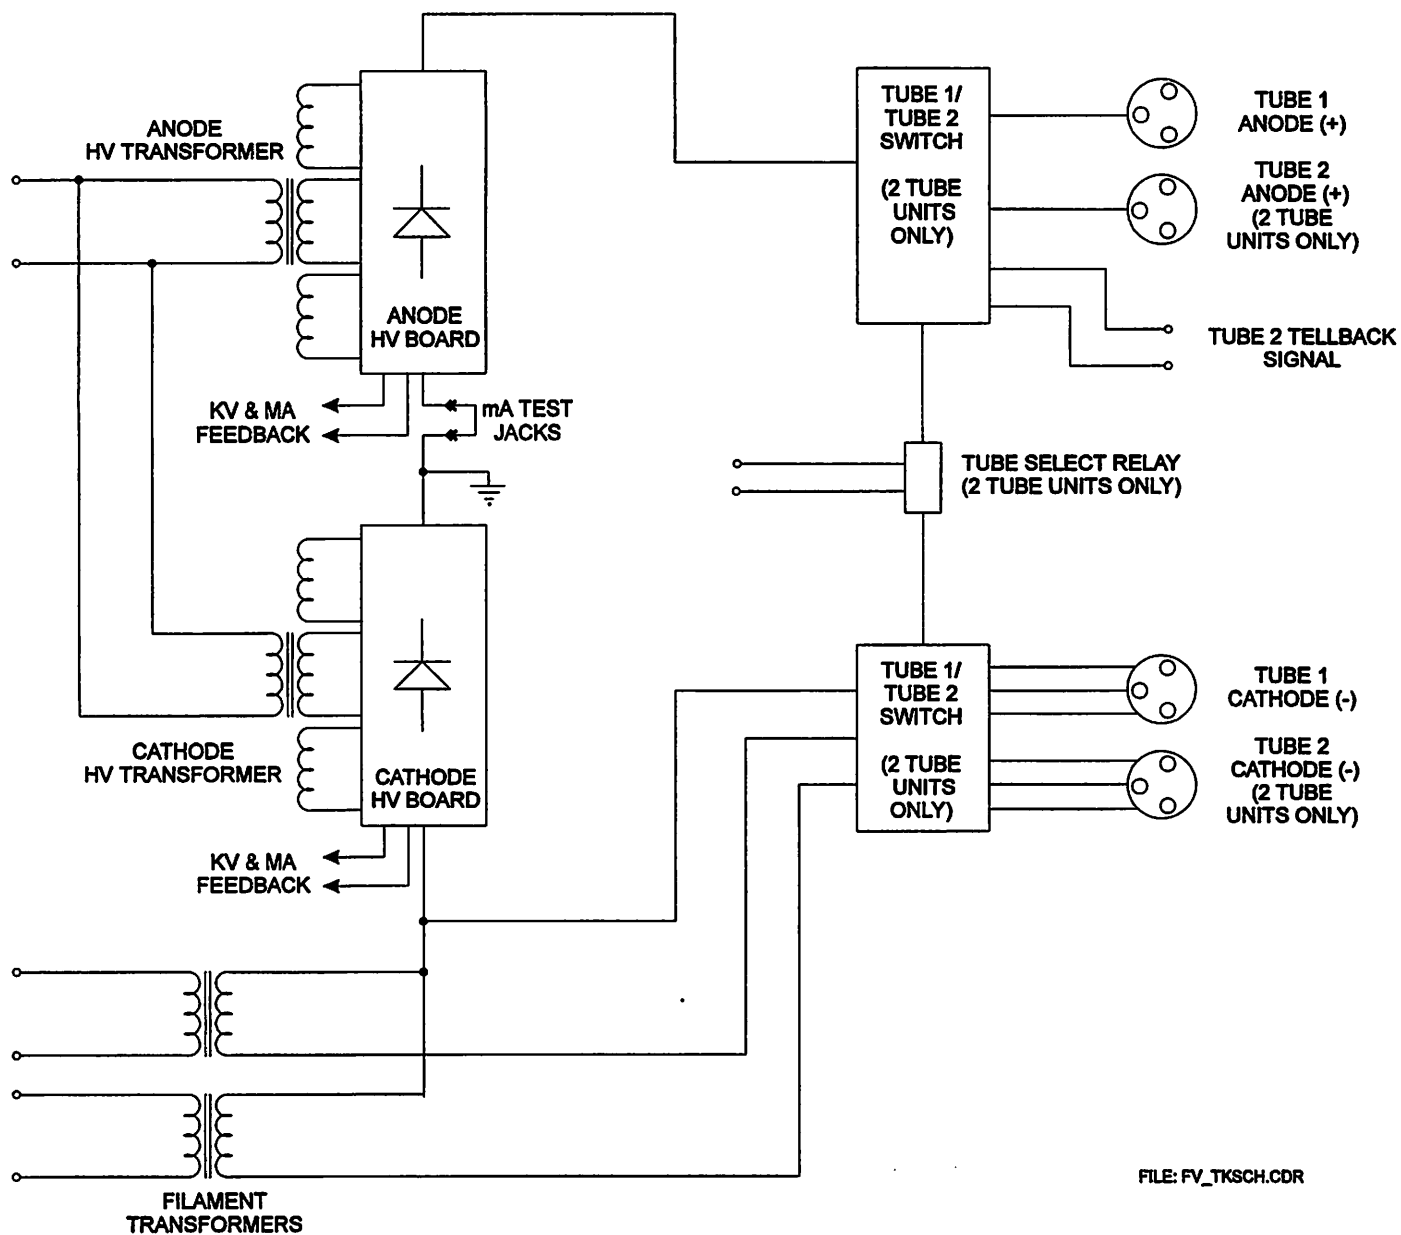 ANODE
HV TRANSFORMER
ANODE
HV BOARD
KV & MA
FEEDBACK
mA TEST
JACKS
TUBE 1/
TUBE 2
SWITCH
(2 TUBE
UNITS
ONLY)
TUBE 1
ANODE (+)
TUBE 2
ANODE (+)
(2 TUBE
UNITS ONLY)
TUBE 2 TELLBACK
SIGNAL
TUBE SELECT RELAY
(2 TUBE UNITS ONLY)
CATHODE
HV TRANSFORMER
CATHODE
HV BOARD
KV & MA
FEEDBACK
TUBE 1/
TUBE 2
SWITCH
(2 TUBE
UNITS
ONLY)
TUBE 1
CATHODE (-)
TUBE 2
CATHODE (-)
(2 TUBE
UNITS ONLY)
FILAMENT
TRANSFORMERS
FILE: FV_TKSCH.CDR